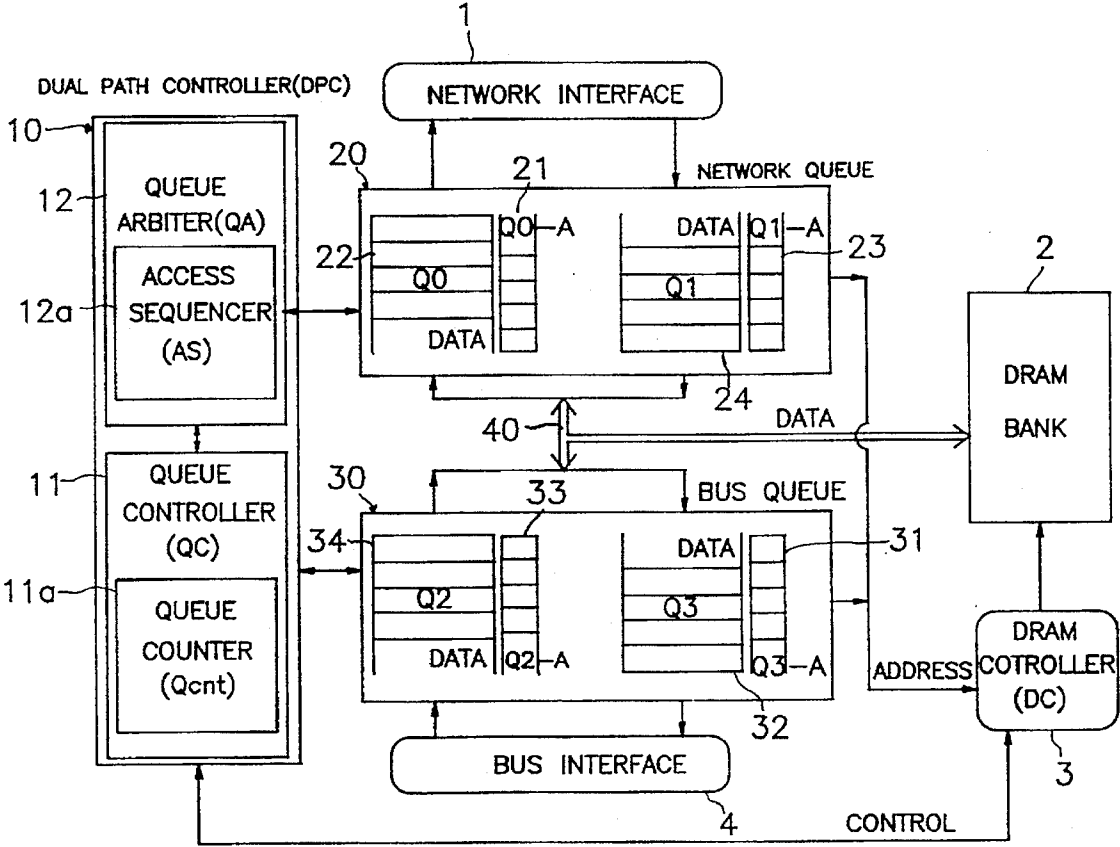 1
NETWORK INTERFACE
DUAL PATH CONTROLLER(DPC)
10
12
QUEUE
ARBITER(QA)
12a
ACCESS
SEQUENCER
(AS)
11
QUEUE
CONTROLLER
(QC)
11a
QUEUE
COUNTER
(Qcnt)
20
21
NETWORK QUEUE
22
Q0
DATA
Q0-A
DATA
Q1
Q1-A
23
24
40
DATA
2
DRAM
BANK
30
33
BUS QUEUE
34
Q2
DATA
Q2-A
DATA
Q3
Q3-A
31
32
ADDRESS
DRAM
COTROLLER
(DC)
3
BUS INTERFACE
4
CONTROL